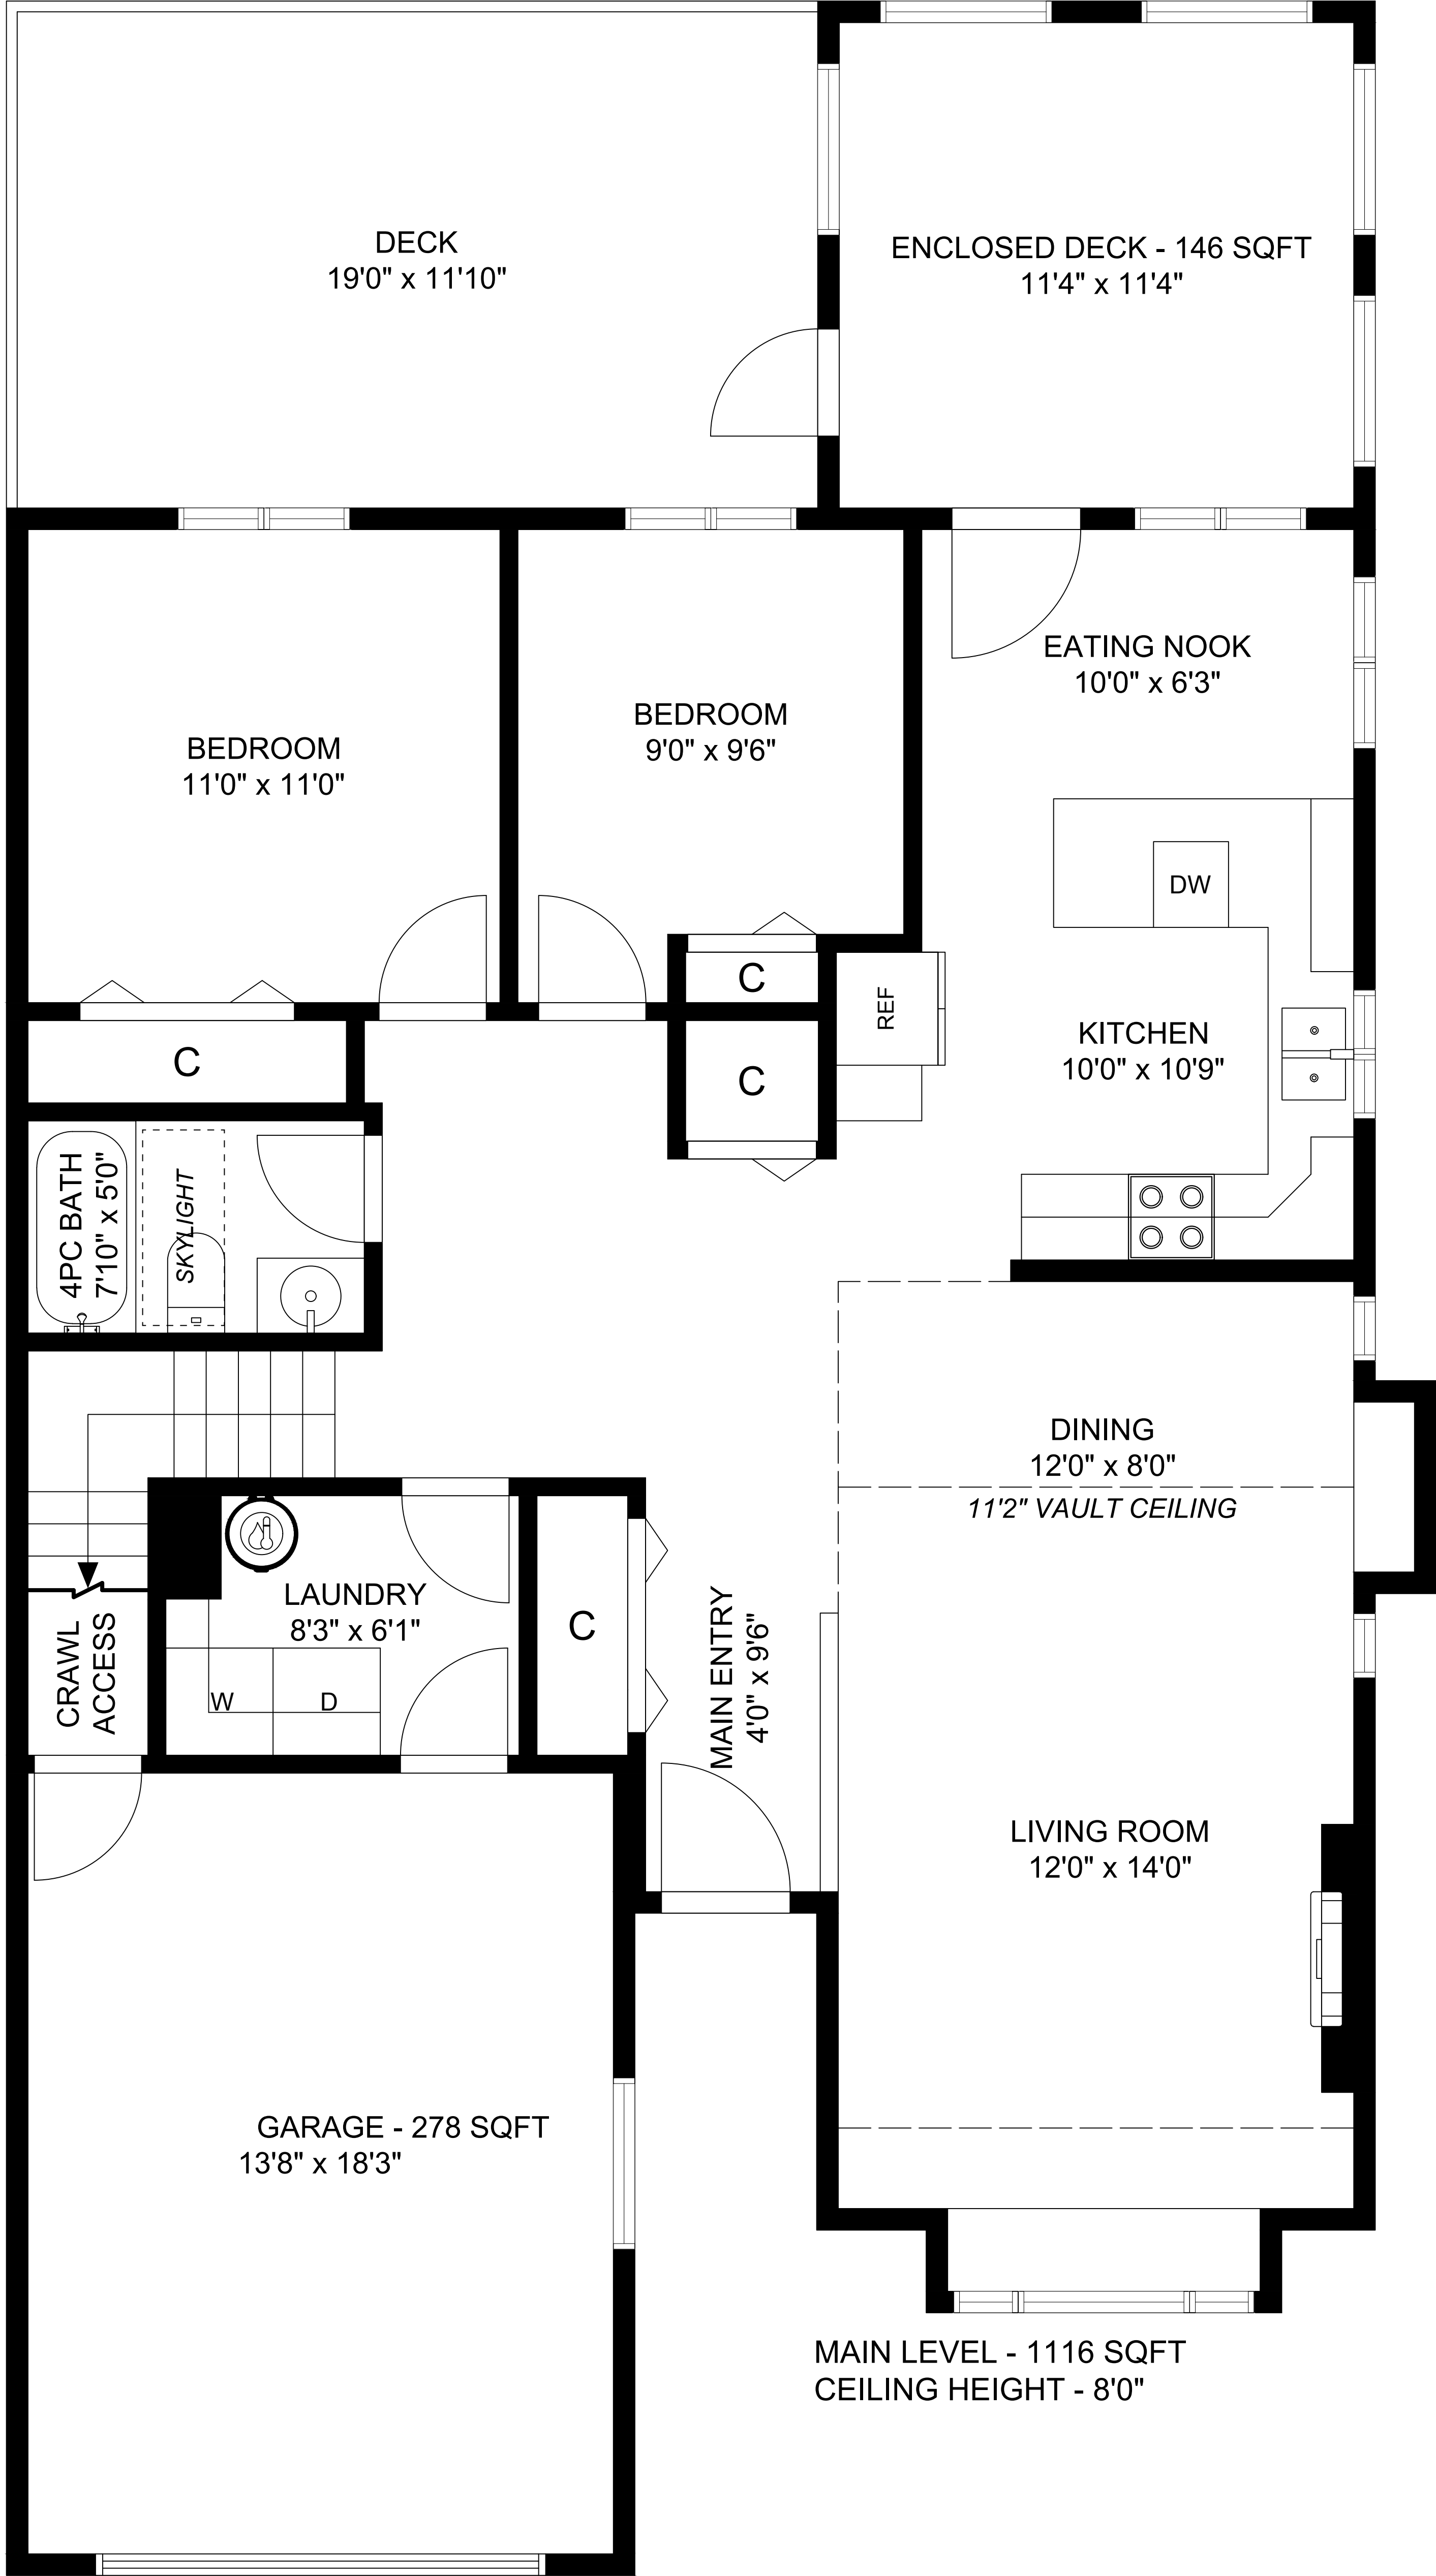 DECK
19'0" x 11'10"
ENCLOSED DECK - 146 SQFT
11'4" x 11'4"
EATING NOOK
10'0" x 6'3"
BEDROOM
9'0" x 9'6"
BEDROOM
11'0" x 11'0"
DW
C
REF
KITCHEN
10'0" x 10'9"
C
C
4PC BATH
7'10" x 5'0"
SKYLIGHT
DINING
12'0" x 8'0"
11'2" VAULT CEILING
LAUNDRY
8'3" x 6'1"
C
MAIN ENTRY
4'0" x 9'6"
CRAWL
ACCESS
W
D
LIVING ROOM
12'0" x 14'0"
GARAGE - 278 SQFT
13'8" x 18'3"
MAIN LEVEL - 1116 SQFT
CEILING HEIGHT - 8'0"